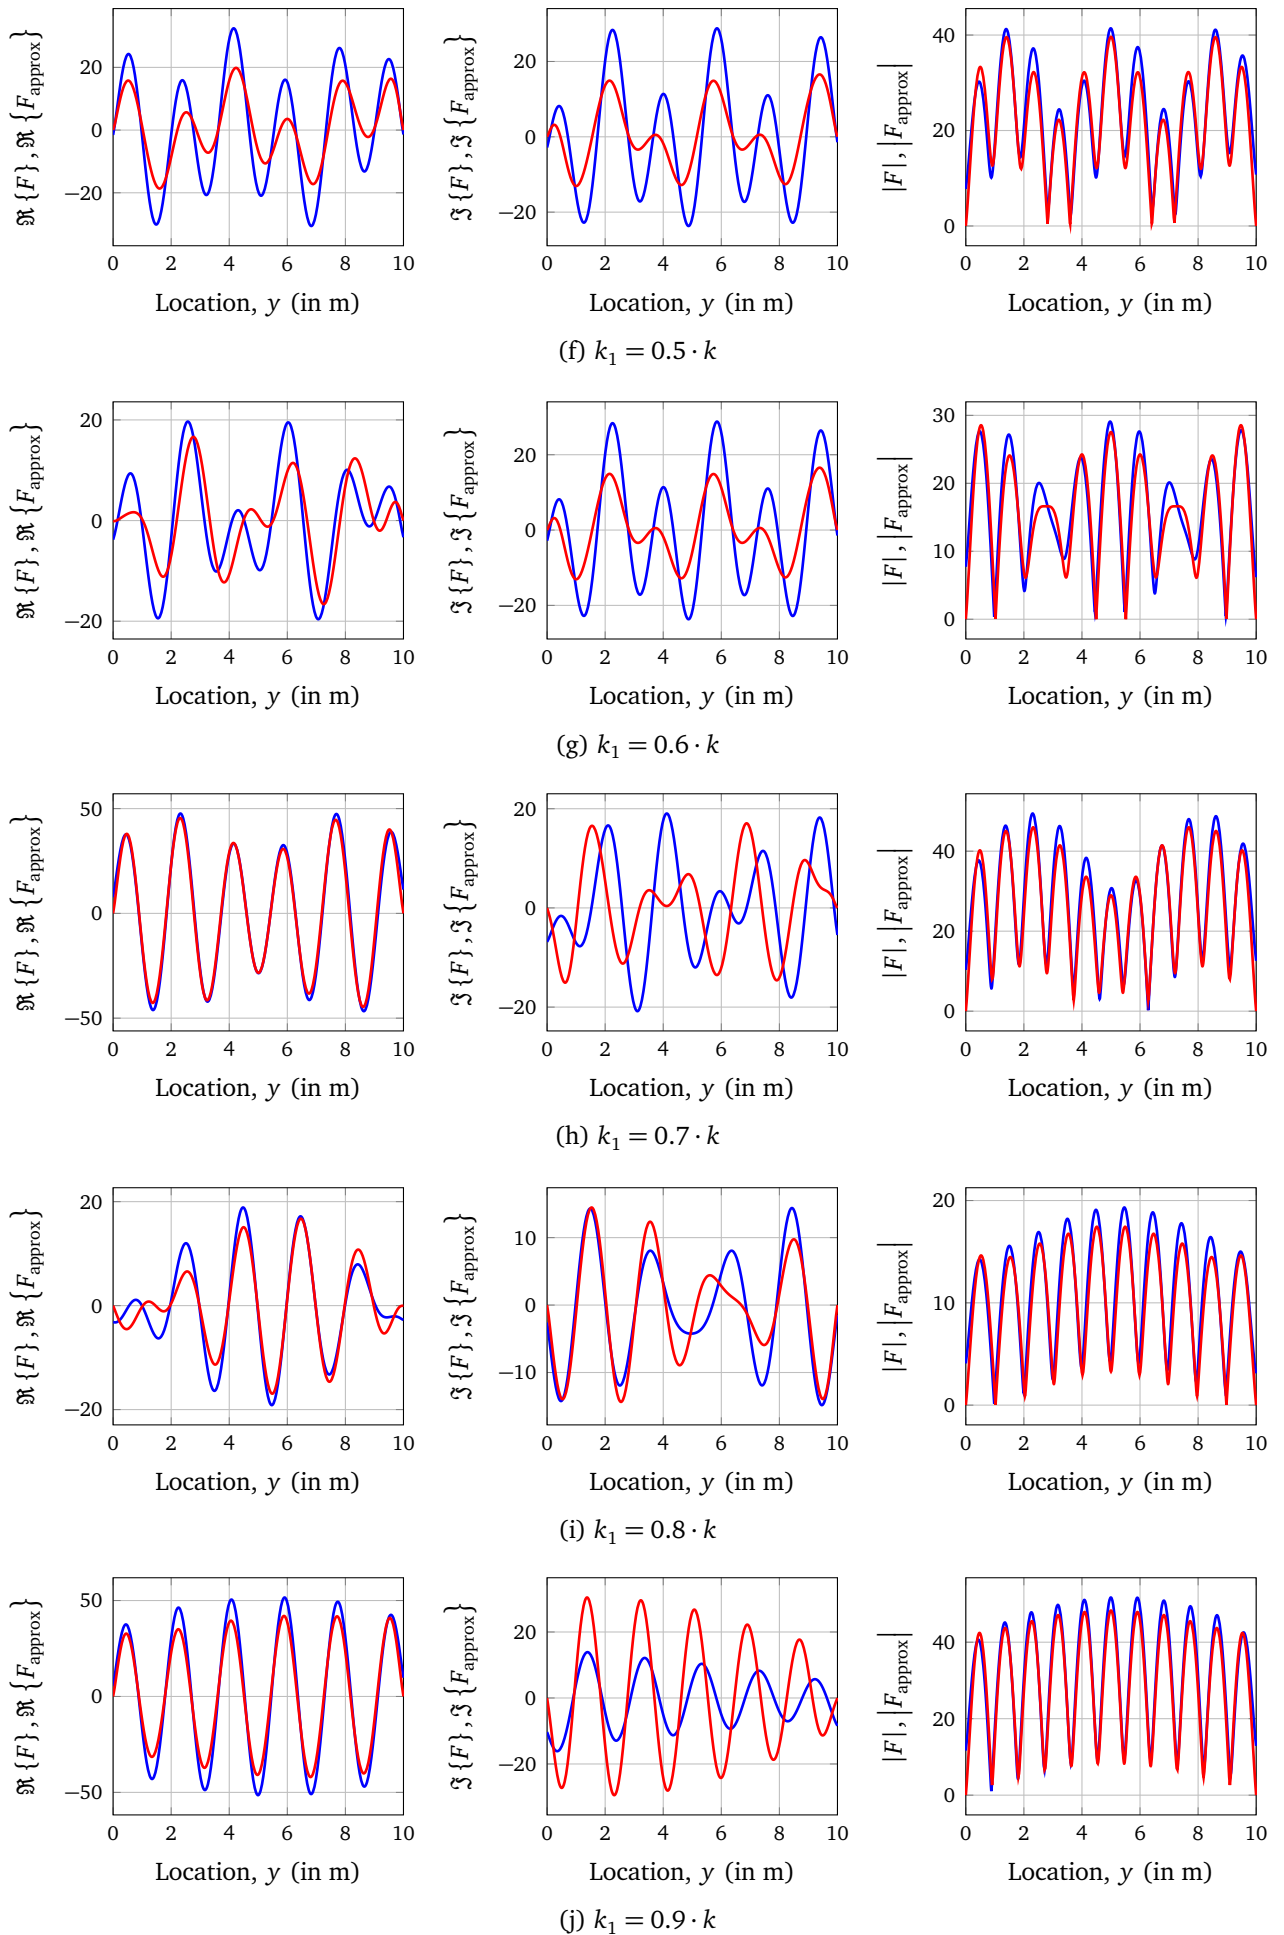 20
0
−20
ℜ{F}, ℜ{F_approx}
0 2 4 6 8 10
Location, y (in m)
20
0
−20
ℑ{F}, ℑ{F_approx}
0 2 4 6 8 10
Location, y (in m)
40
20
0
|F|, |F_approx|
0 2 4 6 8 10
Location, y (in m)
(f) k₁ = 0.5 · k
20
0
−20
ℜ{F}, ℜ{F_approx}
0 2 4 6 8 10
Location, y (in m)
20
0
−20
ℑ{F}, ℑ{F_approx}
0 2 4 6 8 10
Location, y (in m)
30
20
10
0
|F|, |F_approx|
0 2 4 6 8 10
Location, y (in m)
(g) k₁ = 0.6 · k
50
0
−50
ℜ{F}, ℜ{F_approx}
0 2 4 6 8 10
Location, y (in m)
20
0
−20
ℑ{F}, ℑ{F_approx}
0 2 4 6 8 10
Location, y (in m)
40
20
0
|F|, |F_approx|
0 2 4 6 8 10
Location, y (in m)
(h) k₁ = 0.7 · k
20
0
−20
ℜ{F}, ℜ{F_approx}
0 2 4 6 8 10
Location, y (in m)
10
0
−10
ℑ{F}, ℑ{F_approx}
0 2 4 6 8 10
Location, y (in m)
20
10
0
|F|, |F_approx|
0 2 4 6 8 10
Location, y (in m)
(i) k₁ = 0.8 · k
50
0
−50
ℜ{F}, ℜ{F_approx}
0 2 4 6 8 10
Location, y (in m)
20
0
−20
ℑ{F}, ℑ{F_approx}
0 2 4 6 8 10
Location, y (in m)
40
20
0
|F|, |F_approx|
0 2 4 6 8 10
Location, y (in m)
(j) k₁ = 0.9 · k